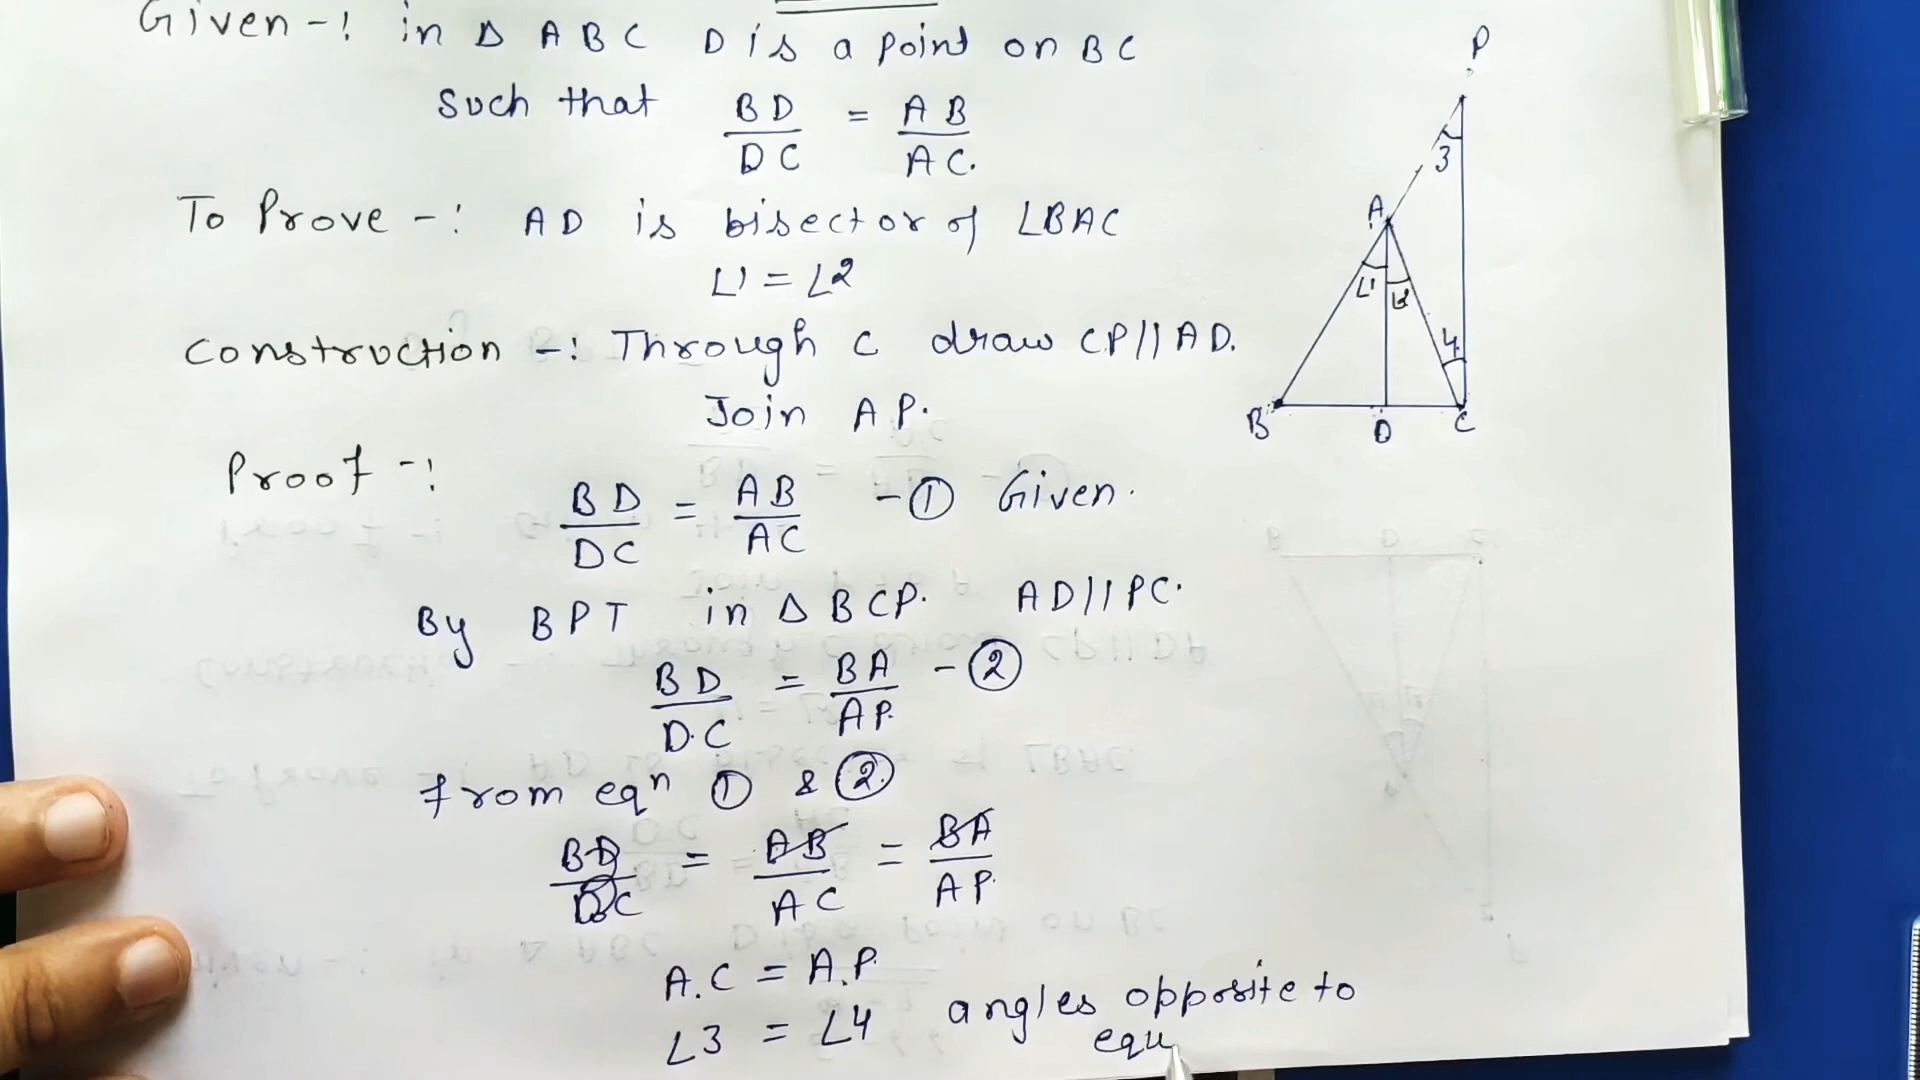 Given -: in Δ ABC D is a point on BC
Such that BD/DC = AB/AC.
To Prove -: AD is bisector of ∠BAC
∠1 = ∠2
Construction -: Through C draw CP || AD.
Join AP.
Proof -:
BD/DC = AB/AC - ① Given.
By BPT in Δ BCP. AD || PC.
BD/D.C = BA/AP. - ②
from eqn ① & ②
BD/DC = AB/AC = BA/AP.
A.C = A.P.
∠3 = ∠4 angles opposite to
equ
P
3
A
∠1 ∠2
4
B D C